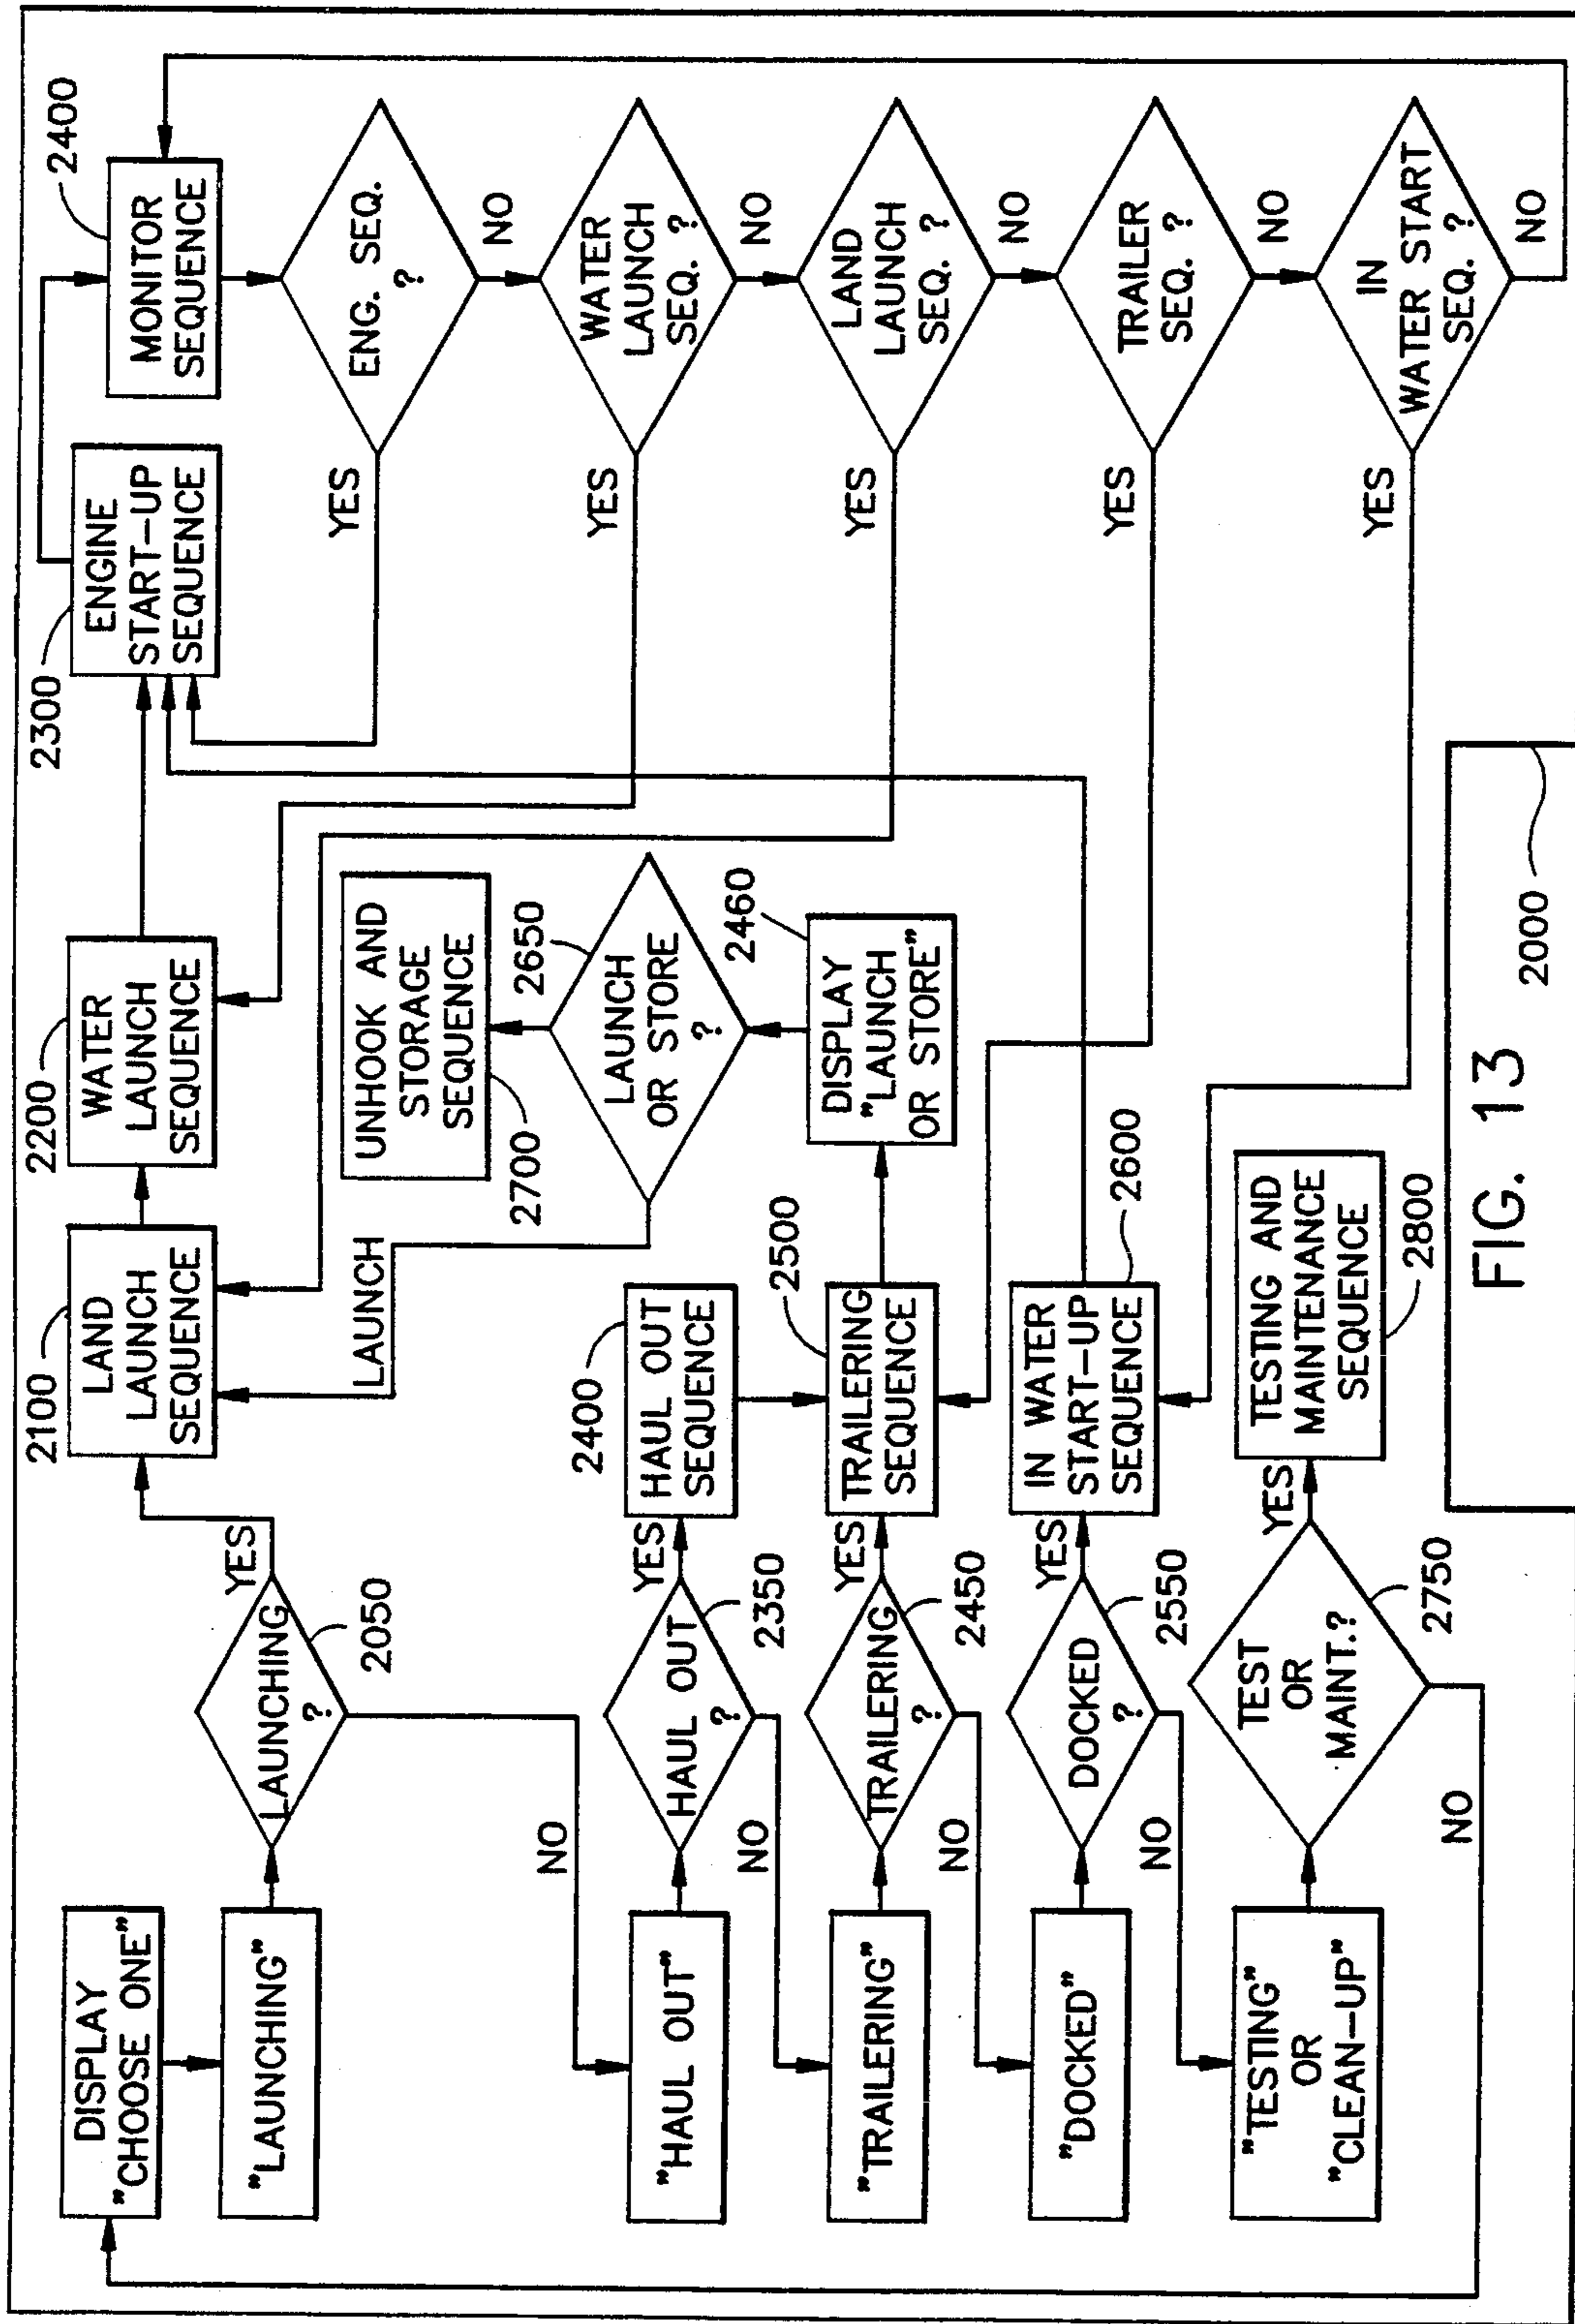 DISPLAY
"CHOOSE ONE"
"LAUNCHING"
LAUNCHING
?
2050
YES
NO
2100
LAND
LAUNCH
SEQUENCE
2200
WATER
LAUNCH
SEQUENCE
2300
ENGINE
START-UP
SEQUENCE
2400
MONITOR
SEQUENCE
LAUNCH
2700
UNHOOK AND
STORAGE
SEQUENCE
2650
LAUNCH
OR STORE
?
2460
DISPLAY
"LAUNCH
OR STORE"
"HAUL OUT"
HAUL OUT
?
2350
YES
NO
2400
HAUL OUT
SEQUENCE
"TRAILERING"
TRAILERING
?
2450
YES
NO
2500
TRAILERING
SEQUENCE
"DOCKED"
DOCKED
?
2550
YES
NO
IN WATER
START-UP
SEQUENCE
2600
"TESTING"
OR
"CLEAN-UP"
TEST
OR
MAINT.?
2750
YES
NO
TESTING AND
MAINTENANCE
SEQUENCE
2800
ENG. SEQ.
?
YES
NO
WATER
LAUNCH
SEQ. ?
YES
NO
LAND
LAUNCH
SEQ. ?
YES
NO
TRAILER
SEQ. ?
YES
NO
IN
WATER START
SEQ. ?
YES
NO
FIG. 13
2000